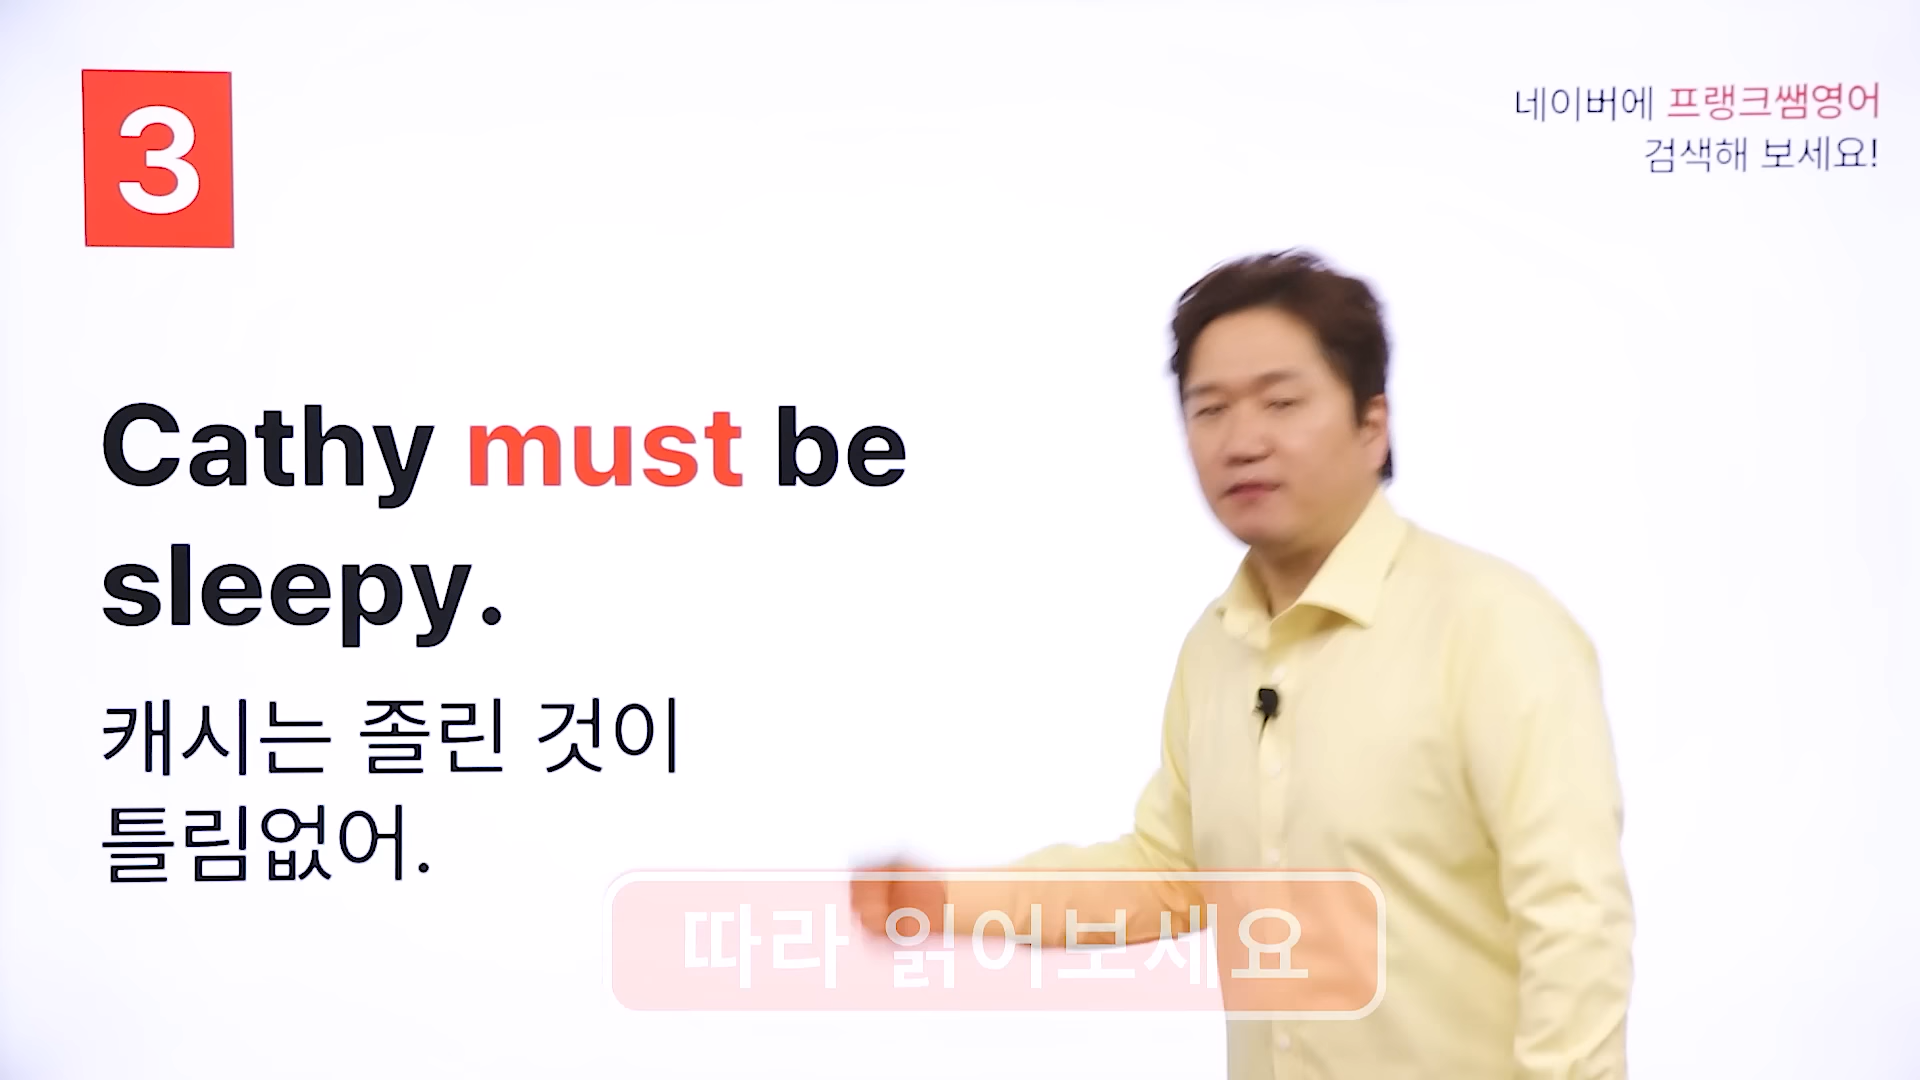 3
네이버에 프랭크쌤영어
검색해 보세요!
Cathy must be
sleepy.
캐시는 졸린 것이
틀림없어.
따라 읽어보세요